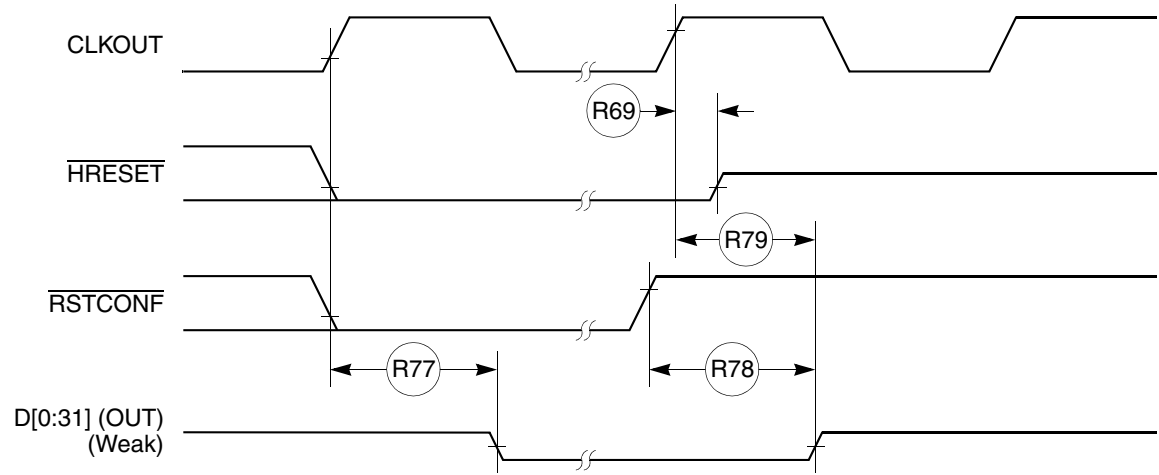 CLKOUT
R69
HRESET
R79
RSTCONF
R77
R78
D[0:31] (OUT)
(Weak)